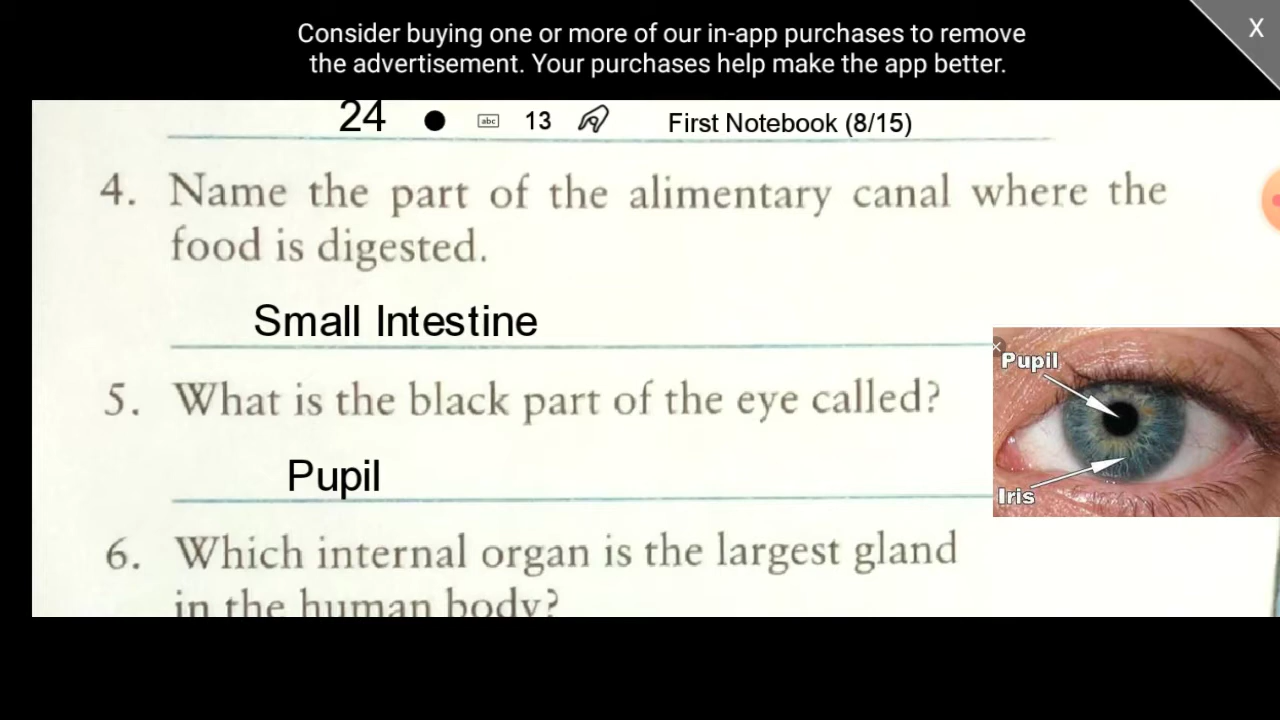 Consider buying one or more of our in-app purchases to remove
the advertisement. Your purchases help make the app better.
X
24 abc 13 First Notebook (8/15)
4. Name the part of the alimentary canal where the
food is digested.
Small Intestine
5. What is the black part of the eye called?
Pupil
Pupil
Iris
6. Which internal organ is the largest gland
in the human body?